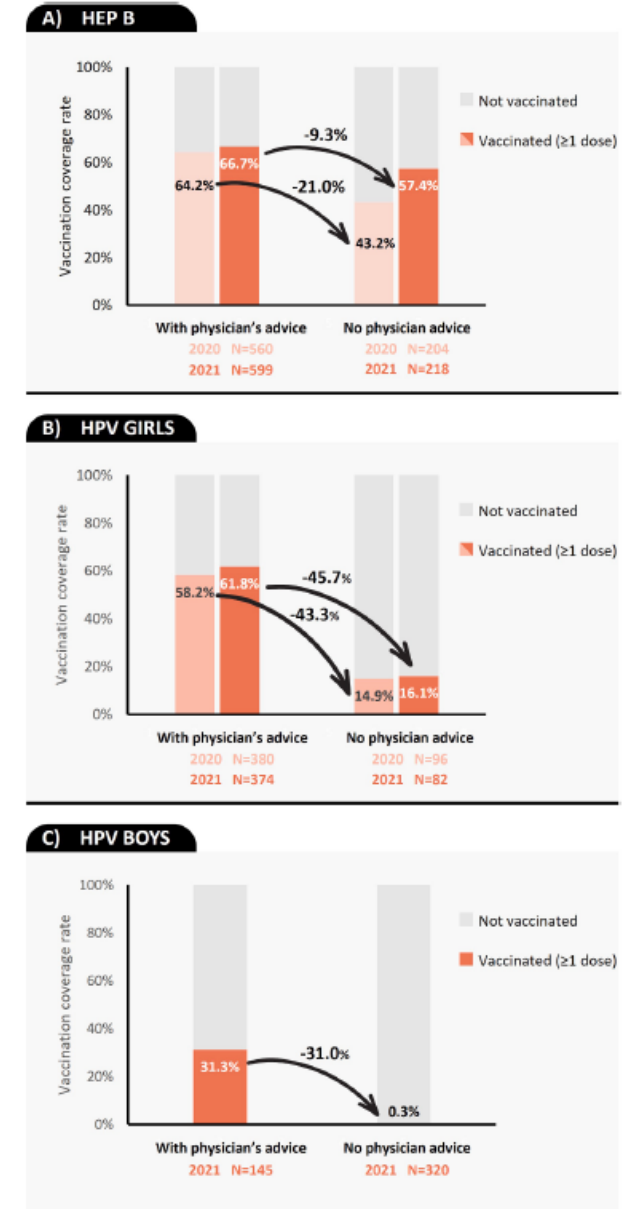 A) HEP B
Vaccination coverage rate
100%
80%
60%
40%
20%
0%
64.2%
66.7%
-9.3%
-21.0%
43.2%
57.4%
Not vaccinated
Vaccinated (≥1 dose)
With physician's advice No physician advice
2020 N=560 2020 N=204
2021 N=599 2021 N=218
B) HPV GIRLS
Vaccination coverage rate
100%
80%
60%
40%
20%
0%
58.2%
61.8%
-45.7%
-43.3%
14.9%
16.1%
Not vaccinated
Vaccinated (≥1 dose)
With physician's advice No physician advice
2020 N=380 2020 N=96
2021 N=374 2021 N=82
C) HPV BOYS
Vaccination coverage rate
100%
80%
60%
40%
20%
0%
31.3%
-31.0%
0.3%
Not vaccinated
Vaccinated (≥1 dose)
With physician's advice No physician advice
2021 N=145 2021 N=320